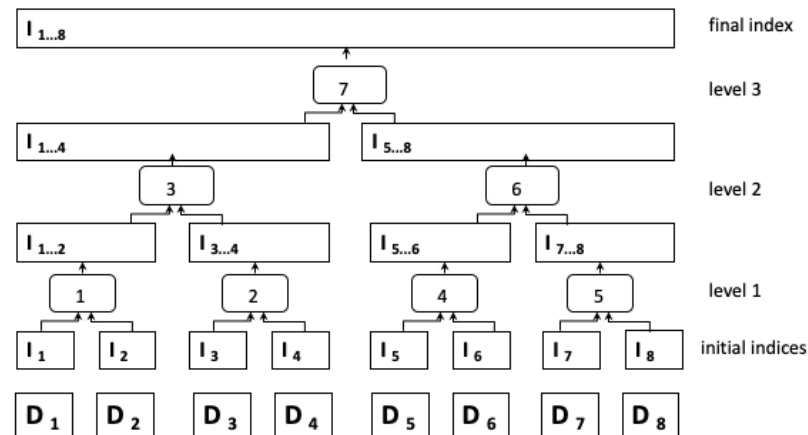 I 1...8 final index
7 level 3
I 1...4 I 5...8
3 6 level 2
I 1...2 I 3...4 I 5...6 I 7...8
1 2 4 5 level 1
I 1 I 2 I 3 I 4 I 5 I 6 I 7 I 8 initial indices
D 1 D 2 D 3 D 4 D 5 D 6 D 7 D 8